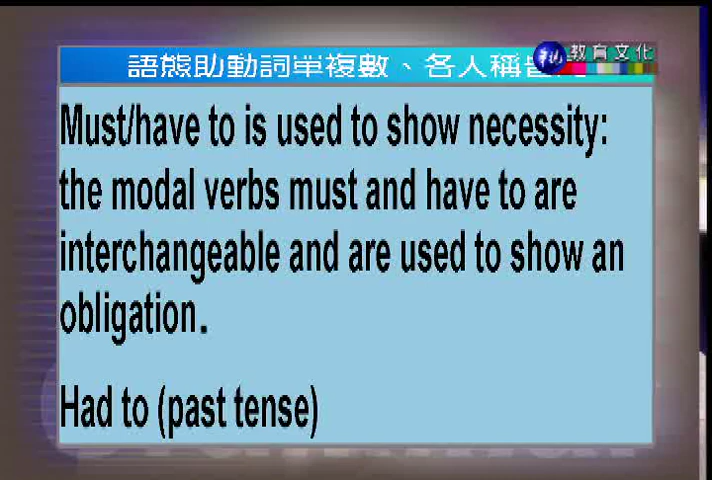 語態助動詞單複數、各人稱皆
教育文化
Must/have to is used to show necessity:
the modal verbs must and have to are
interchangeable and are used to show an
obligation.
Had to (past tense)